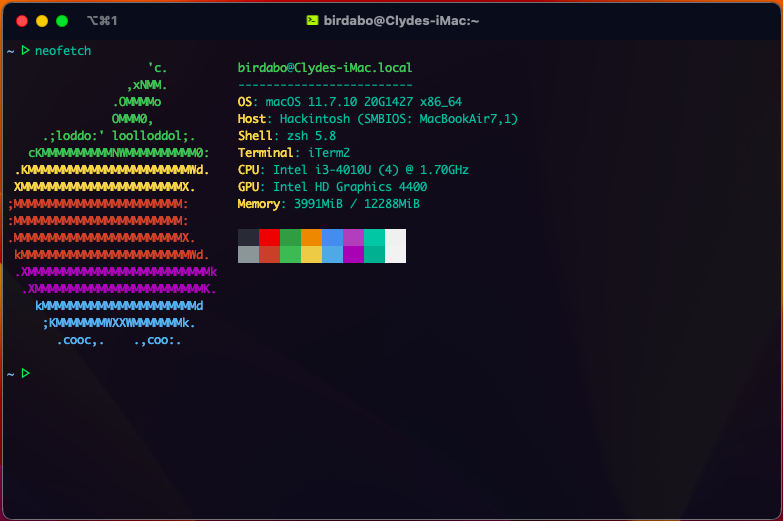 ⌥⌘1
birdabo@Clydes-iMac:~
~ ▷ neofetch
                    'c.          birdabo@Clydes-iMac.local
                 ,xNMM.          -------------------------
               .OMMMMo           OS: macOS 11.7.10 20G1427 x86_64
               OMMM0,            Host: Hackintosh (SMBIOS: MacBookAir7,1)
     .;loddo:' loolloddol;.      Shell: zsh 5.8
   cKMMMMMMMMMMNWMMMMMMMMMM0:    Terminal: iTerm2
 .KMMMMMMMMMMMMMMMMMMMMMMMWd.    CPU: Intel i3-4010U (4) @ 1.70GHz
 XMMMMMMMMMMMMMMMMMMMMMMMX.      GPU: Intel HD Graphics 4400
;MMMMMMMMMMMMMMMMMMMMMMMM:       Memory: 3991MiB / 12288MiB
:MMMMMMMMMMMMMMMMMMMMMMMM:
.MMMMMMMMMMMMMMMMMMMMMMMMX.
 kMMMMMMMMMMMMMMMMMMMMMMMMWd.
 .XMMMMMMMMMMMMMMMMMMMMMMMMMMk
  .XMMMMMMMMMMMMMMMMMMMMMMMMK.
    kMMMMMMMMMMMMMMMMMMMMMMd
     ;KMMMMMMMWXXWMMMMMMMk.
       .cooc,.    .,coo:.
~ ▷